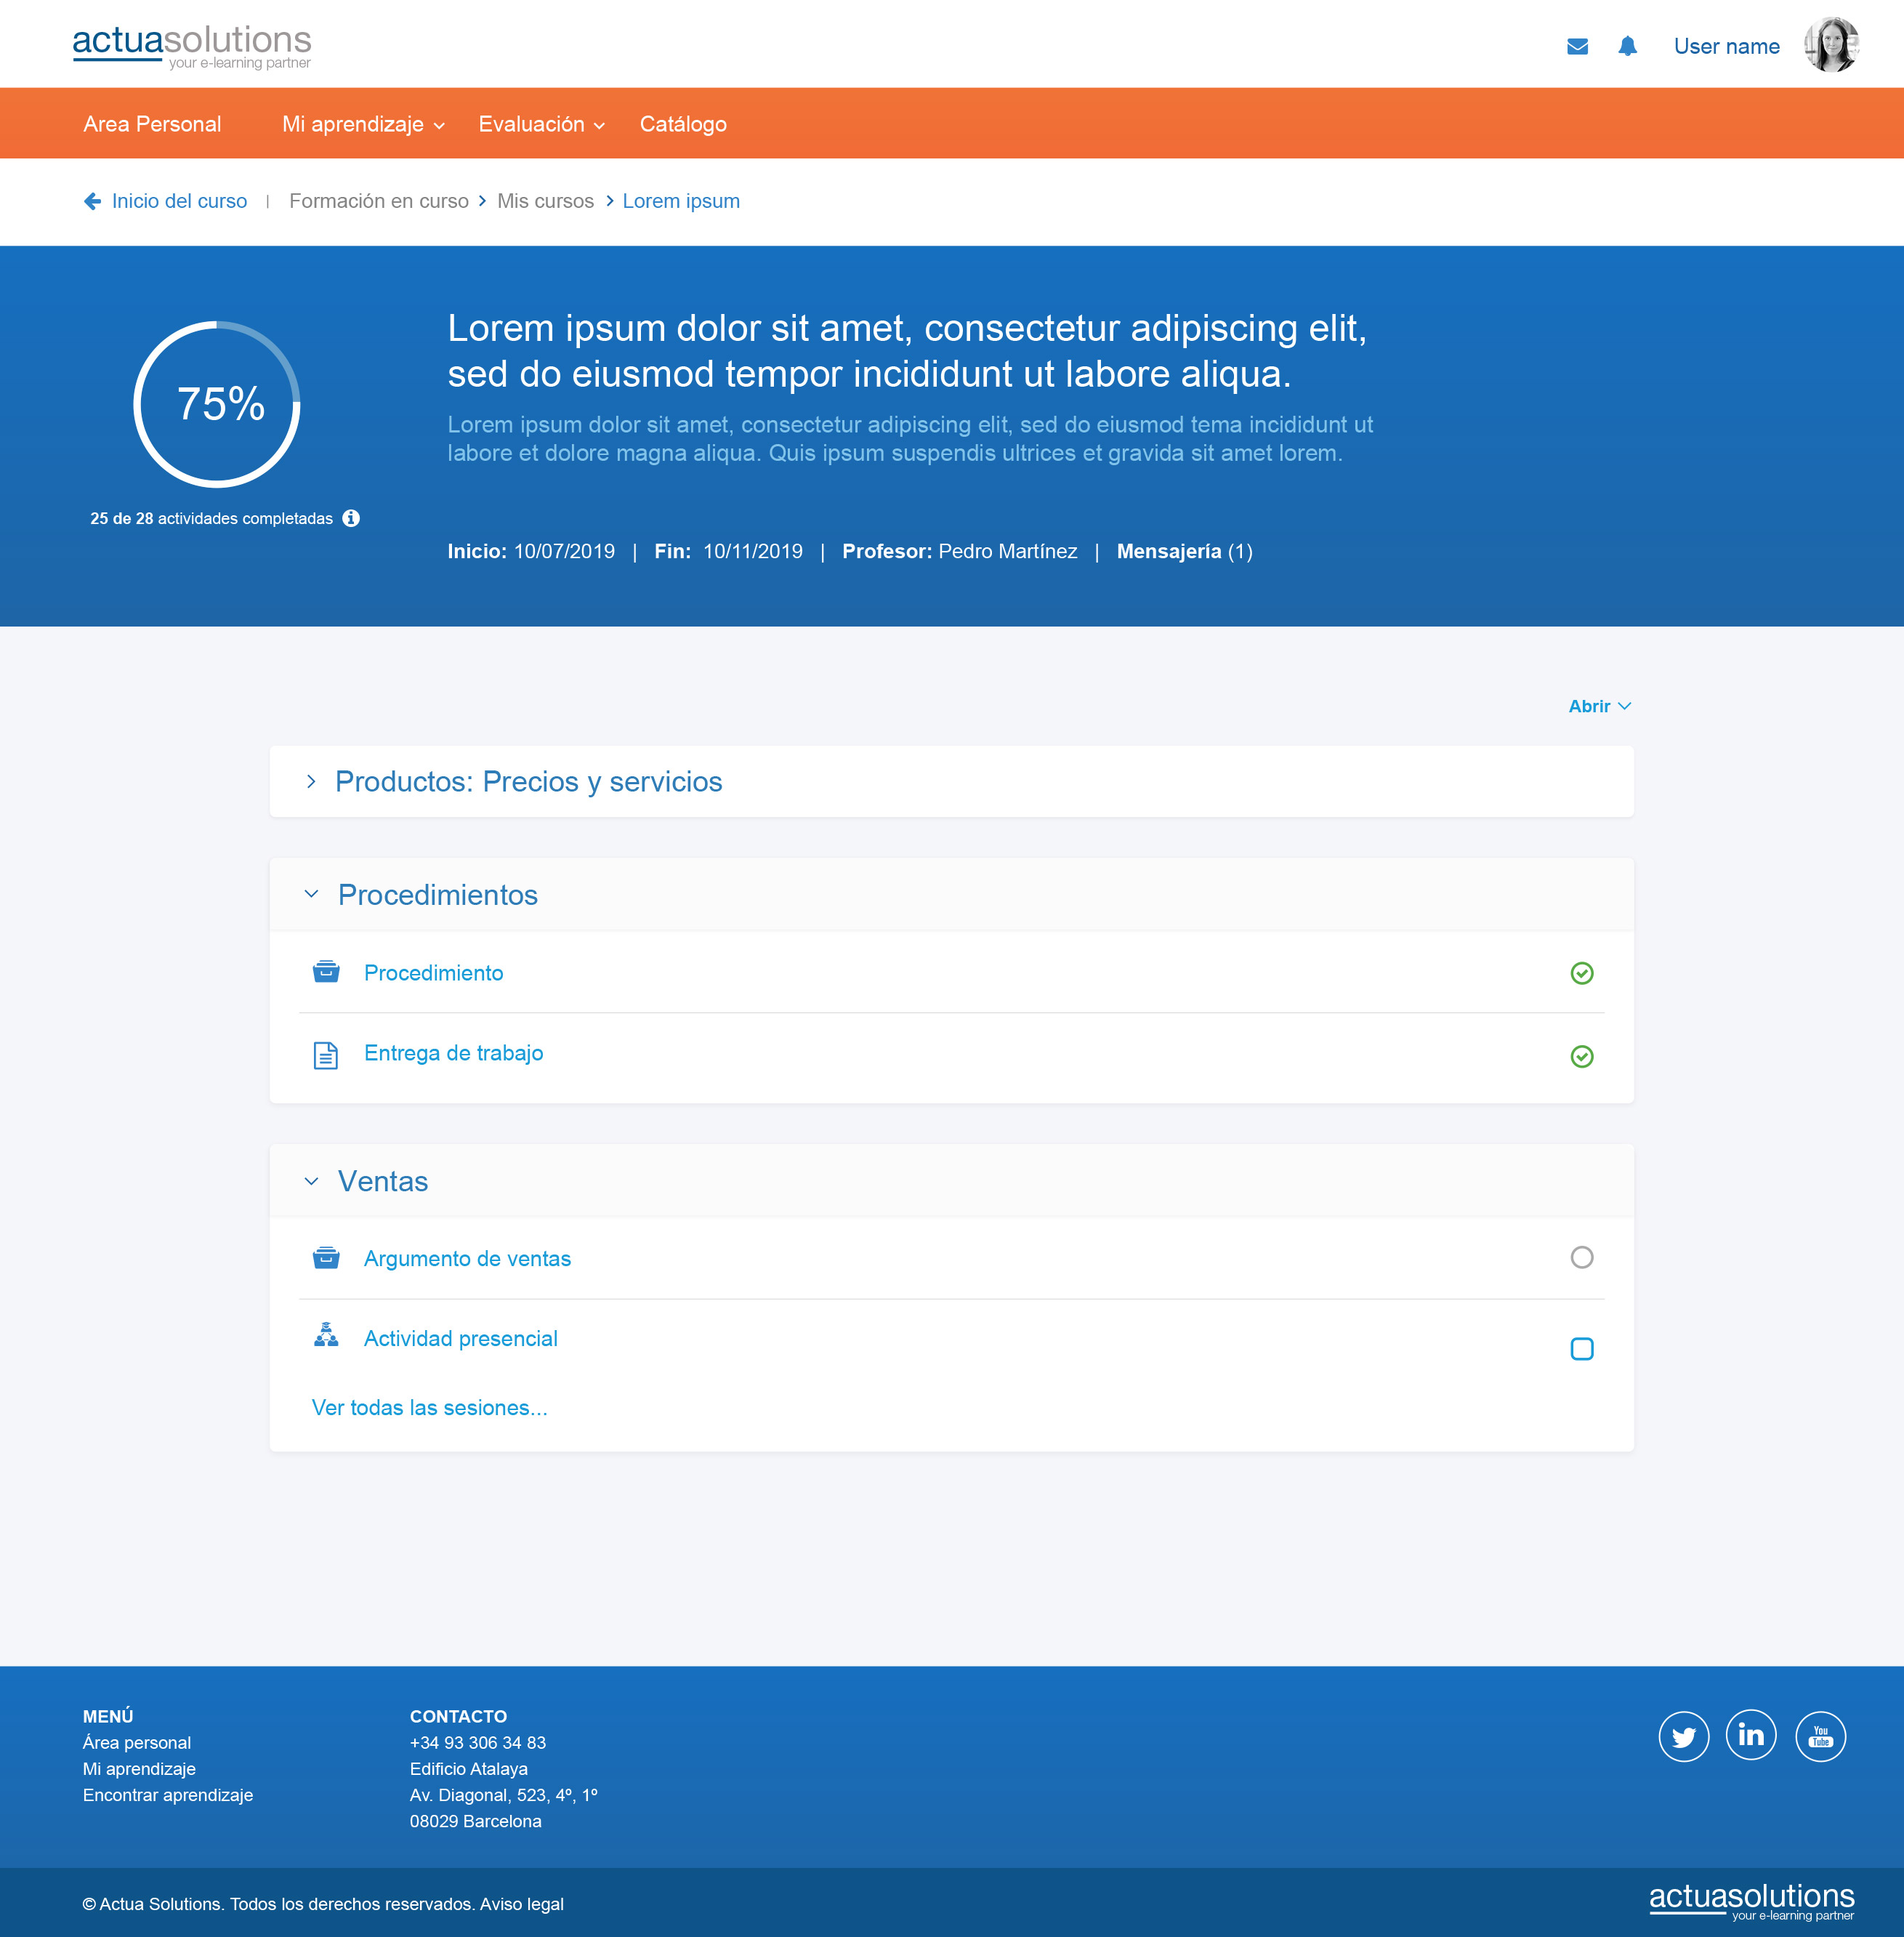 actuasolutions
your e-learning partner
User name
Area Personal Mi aprendizaje Evaluación Catálogo
Inicio del curso | Formación en curso > Mis cursos > Lorem ipsum
75%
25 de 28 actividades completadas
Lorem ipsum dolor sit amet, consectetur adipiscing elit,
sed do eiusmod tempor incididunt ut labore aliqua.
Lorem ipsum dolor sit amet, consectetur adipiscing elit, sed do eiusmod tema incididunt ut
labore et dolore magna aliqua. Quis ipsum suspendis ultrices et gravida sit amet lorem.
Inicio: 10/07/2019 | Fin: 10/11/2019 | Profesor: Pedro Martínez | Mensajería (1)
Abrir
Productos: Precios y servicios
Procedimientos
Procedimiento
Entrega de trabajo
Ventas
Argumento de ventas
Actividad presencial
Ver todas las sesiones...
MENÚ
Área personal
Mi aprendizaje
Encontrar aprendizaje
CONTACTO
+34 93 306 34 83
Edificio Atalaya
Av. Diagonal, 523, 4º, 1º
08029 Barcelona
in
You
Tube
© Actua Solutions. Todos los derechos reservados. Aviso legal
actuasolutions
your e-learning partner